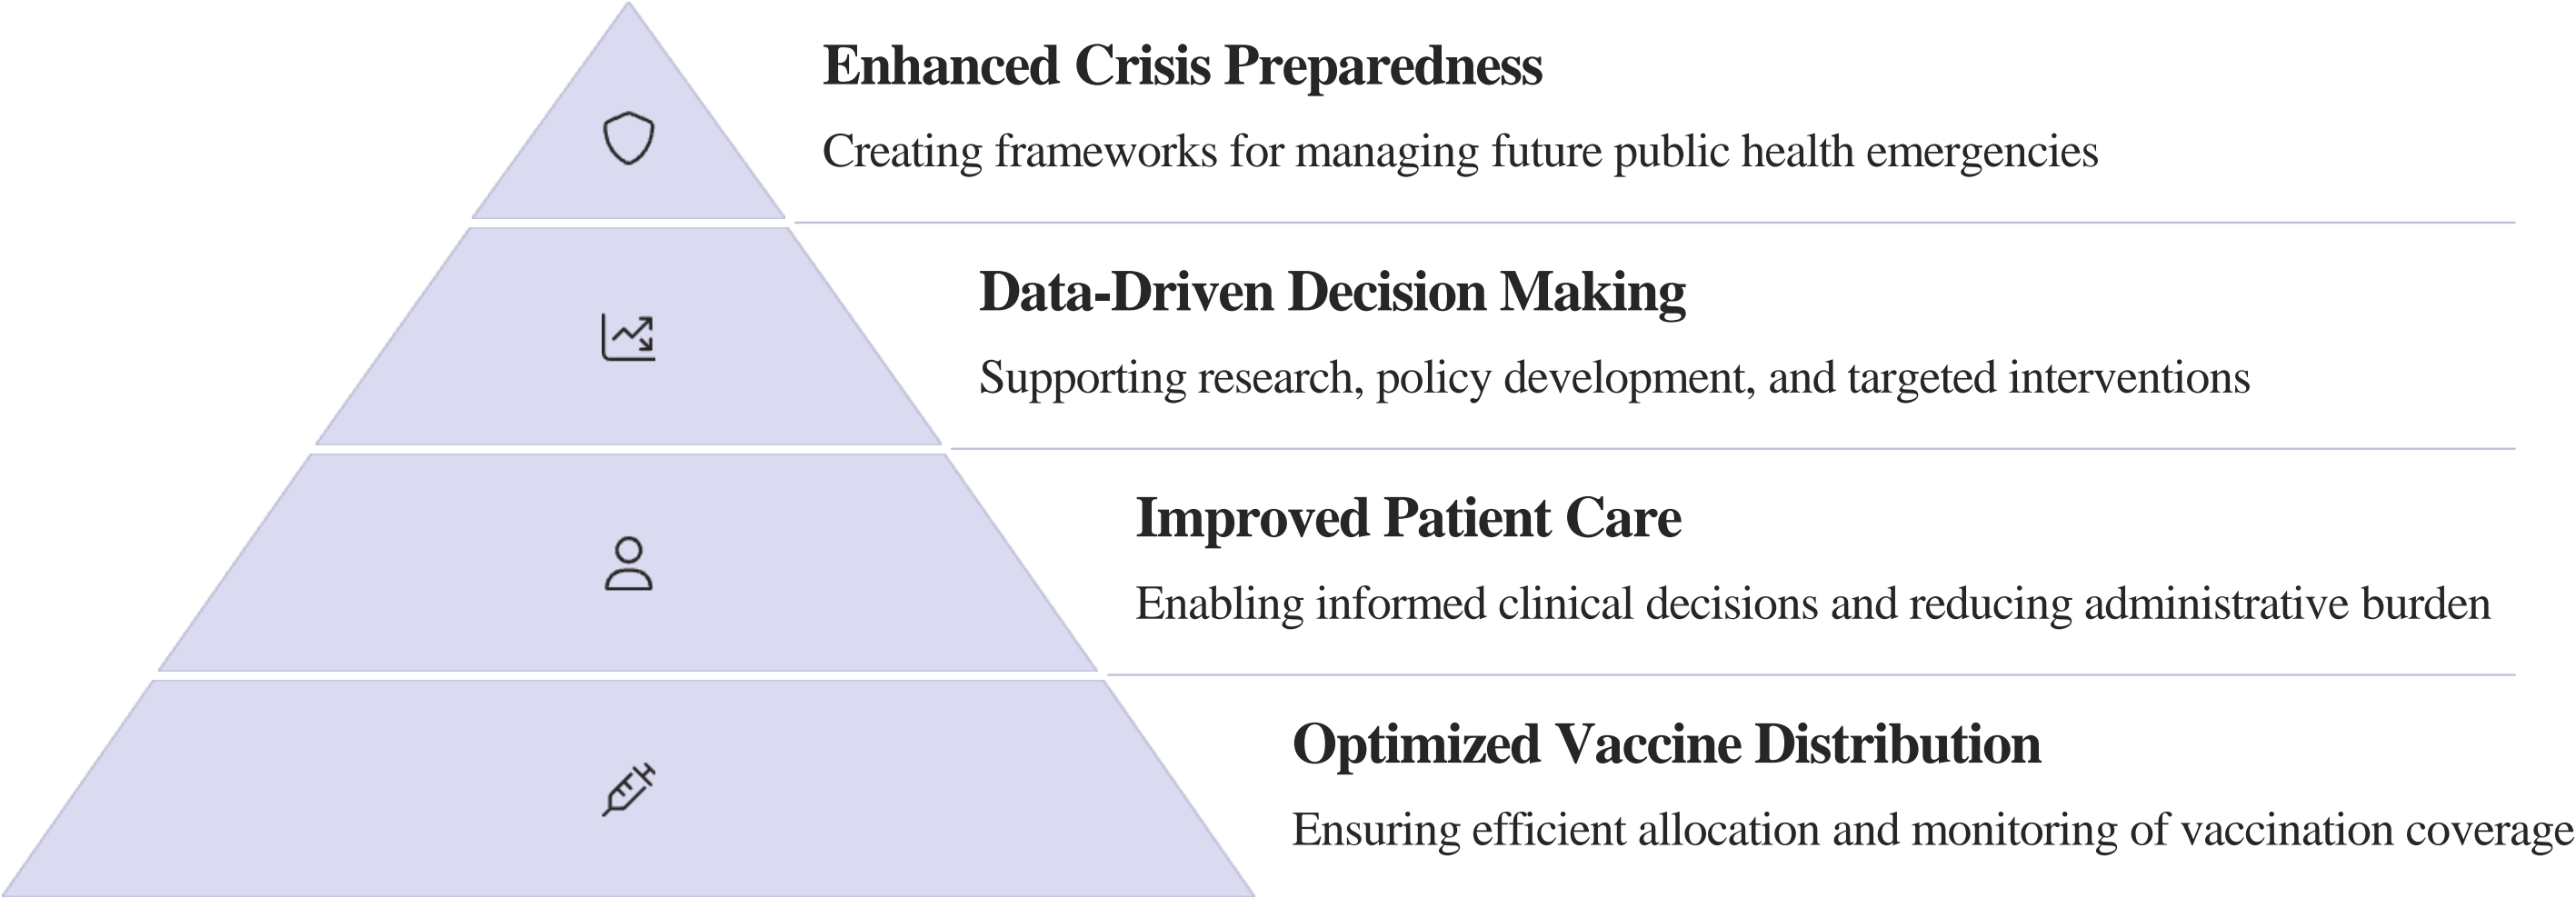 Enhanced Crisis Preparedness
Creating frameworks for managing future public health emergencies
Data-Driven Decision Making
Supporting research, policy development, and targeted interventions
Improved Patient Care
Enabling informed clinical decisions and reducing administrative burden
Optimized Vaccine Distribution
Ensuring efficient allocation and monitoring of vaccination coverage